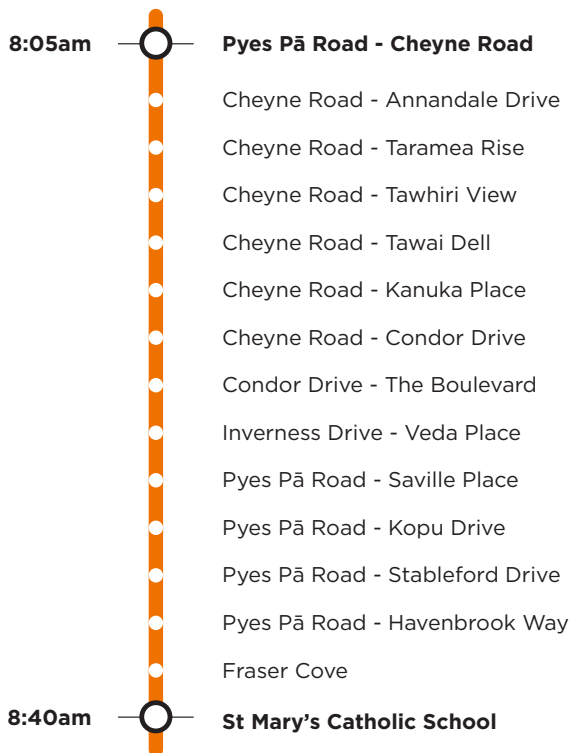 8:05am Pyes Pā Road - Cheyne Road
Cheyne Road - Annandale Drive
Cheyne Road - Taramea Rise
Cheyne Road - Tawhiri View
Cheyne Road - Tawai Dell
Cheyne Road - Kanuka Place
Cheyne Road - Condor Drive
Condor Drive - The Boulevard
Inverness Drive - Veda Place
Pyes Pā Road - Saville Place
Pyes Pā Road - Kopu Drive
Pyes Pā Road - Stableford Drive
Pyes Pā Road - Havenbrook Way
Fraser Cove
8:40am St Mary’s Catholic School